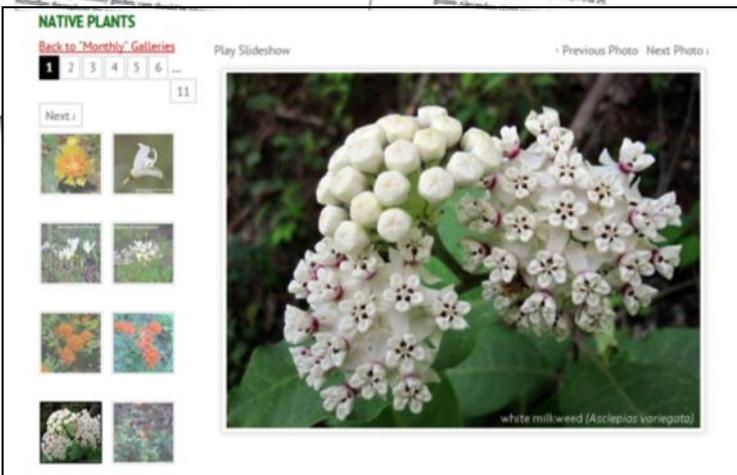 NATIVE PLANTS
Back to "Monthly" Galleries
1 2 3 4 5 6 ...
11
Next ›
Play Slideshow
‹ Previous Photo Next Photo ›
white milkweed (Asclepias variegata)